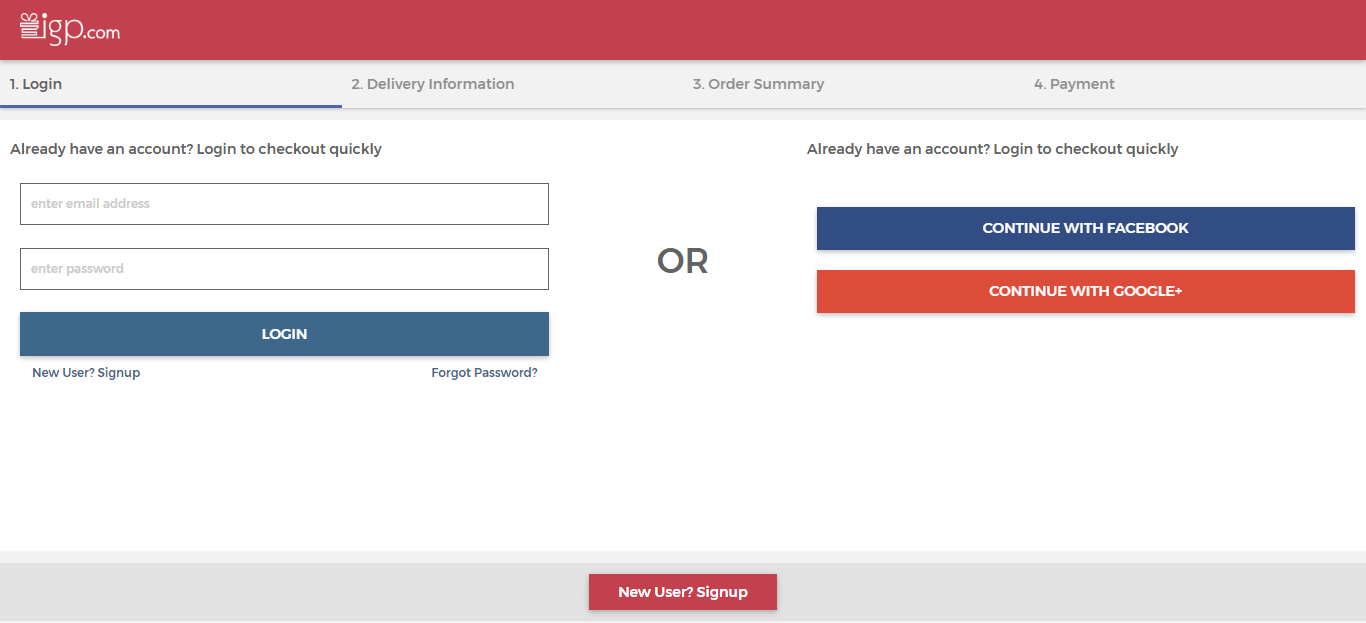 igp.com
1. Login
2. Delivery Information
3. Order Summary
4. Payment
Already have an account? Login to checkout quickly
enter email address
enter password
LOGIN
New User? Signup
Forgot Password?
OR
Already have an account? Login to checkout quickly
CONTINUE WITH FACEBOOK
CONTINUE WITH GOOGLE+
New User? Signup